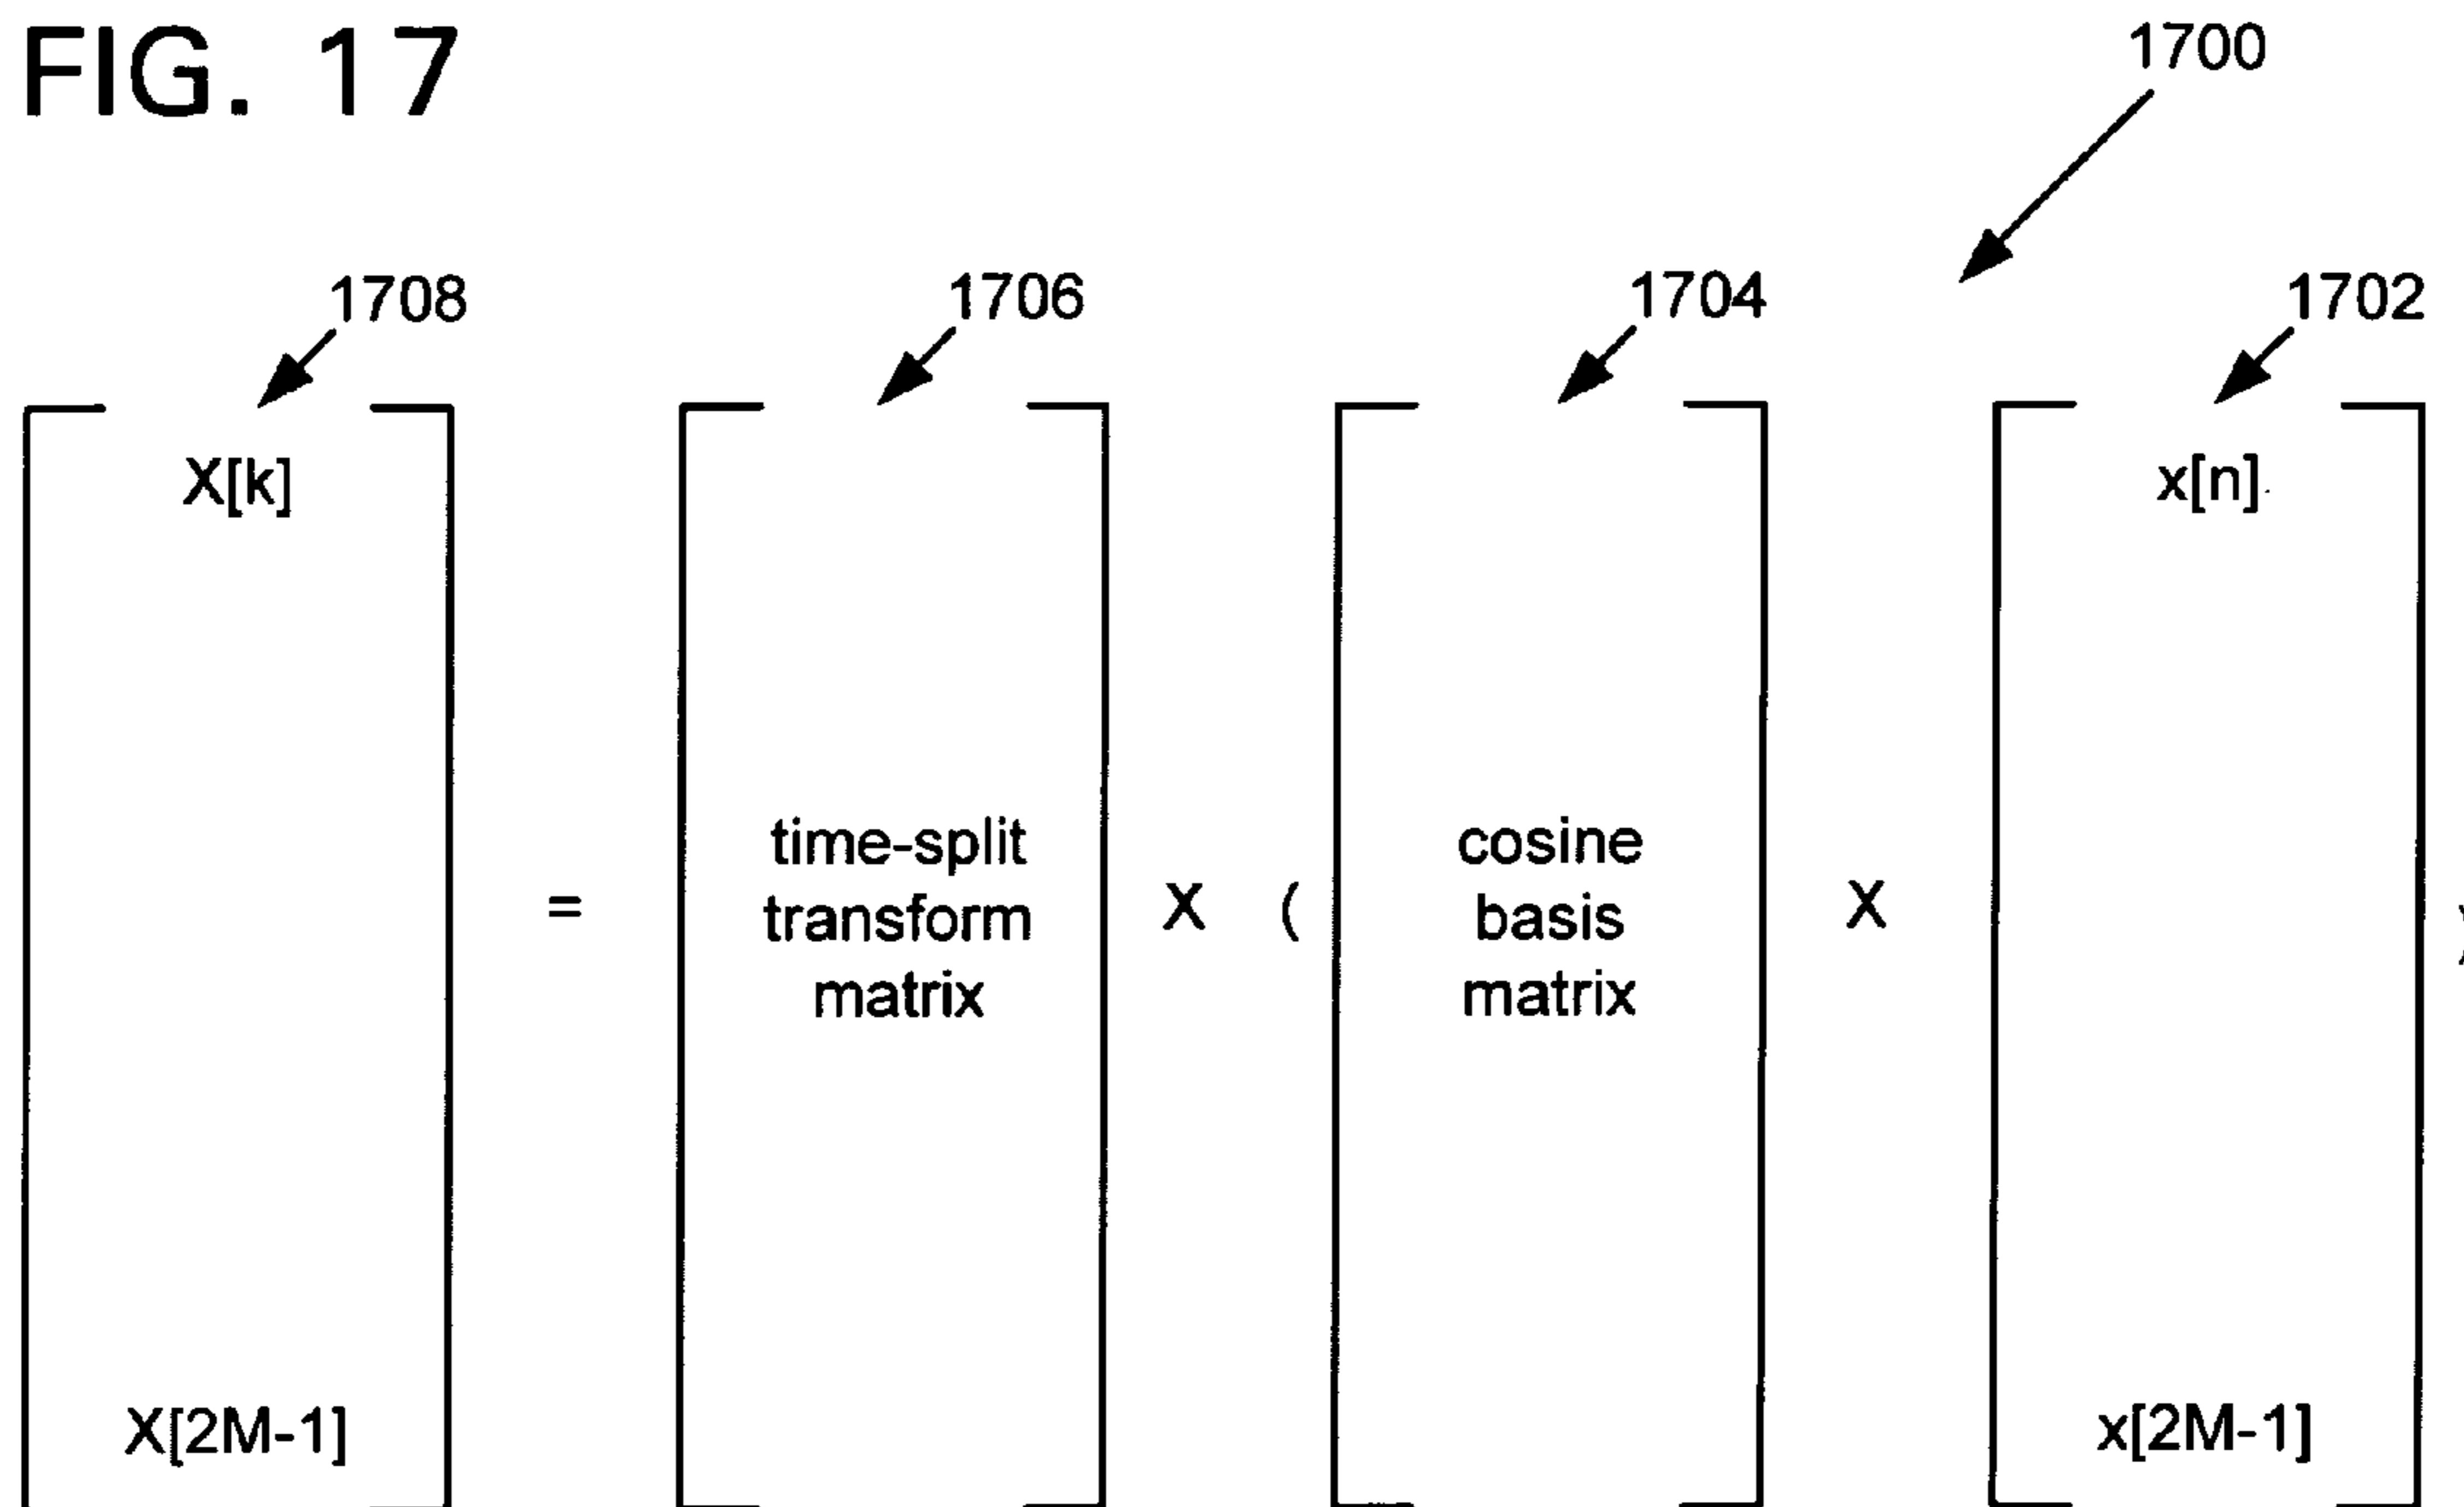 FIG. 17
1700
1708
1706
1704
1702
X[k]
x[n]
time-split
transform
matrix
=
X
(
cosine
basis
matrix
X
X[2M-1]
x[2M-1]